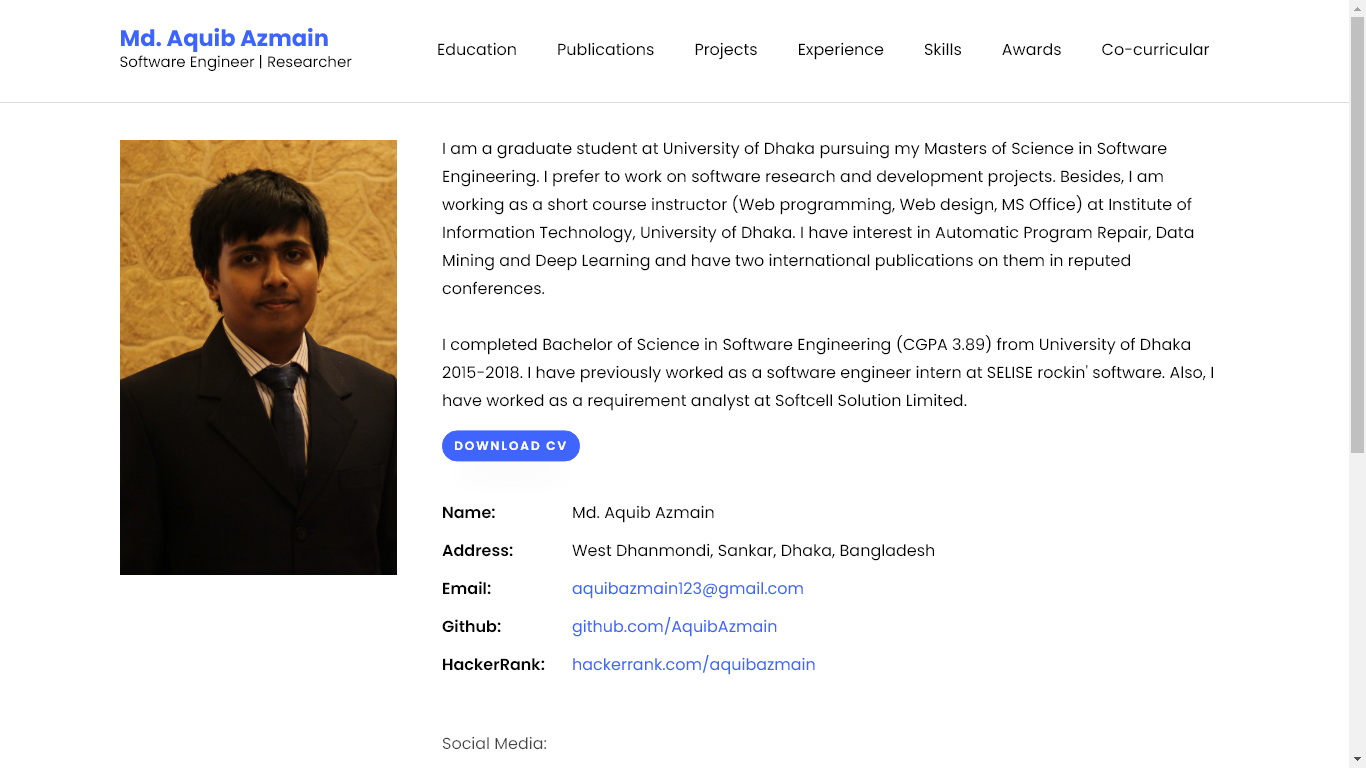 Md. Aquib Azmain
Software Engineer | Researcher
Education Publications Projects Experience Skills Awards Co-curricular
I am a graduate student at University of Dhaka pursuing my Masters of Science in Software
Engineering. I prefer to work on software research and development projects. Besides, I am
working as a short course instructor (Web programming, Web design, MS Office) at Institute of
Information Technology, University of Dhaka. I have interest in Automatic Program Repair, Data
Mining and Deep Learning and have two international publications on them in reputed
conferences.
I completed Bachelor of Science in Software Engineering (CGPA 3.89) from University of Dhaka
2015-2018. I have previously worked as a software engineer intern at SELISE rockin' software. Also, I
have worked as a requirement analyst at Softcell Solution Limited.
DOWNLOAD CV
Name: Md. Aquib Azmain
Address: West Dhanmondi, Sankar, Dhaka, Bangladesh
Email: aquibazmain123@gmail.com
Github: github.com/AquibAzmain
HackerRank: hackerrank.com/aquibazmain
Social Media: